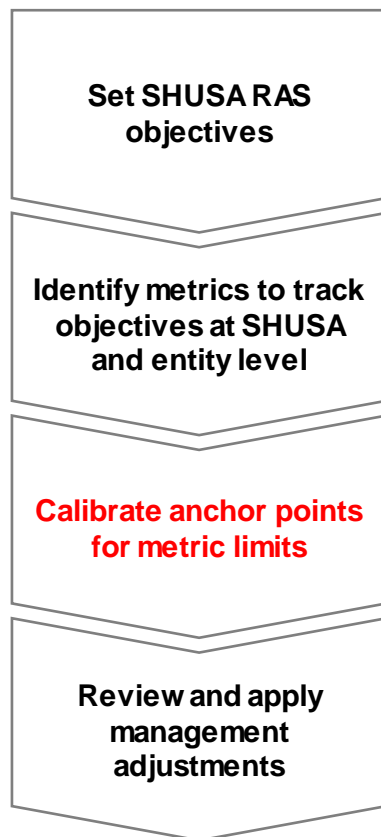 Set SHUSA RAS
objectives
Identify metrics to track
objectives at SHUSA
and entity level
Calibrate anchor points
for metric limits
Review and apply
management
adjustments